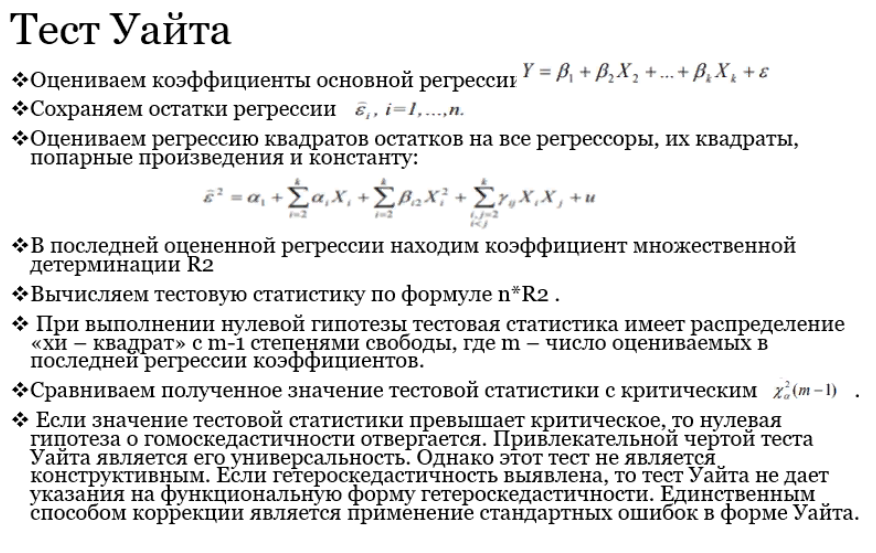 Тест Уайта
❖Оцениваем коэффициенты основной регрессии Y = β₁ + β₂X₂ + ... + βₖXₖ + ε
❖Сохраняем остатки регрессии ε̂ᵢ, i=1,...,n.
❖Оцениваем регрессию квадратов остатков на все регрессоры, их квадраты,
попарные произведения и константу:
ε̂² = α₁ + ∑ᵢ₌₂ᵏ αᵢXᵢ + ∑ᵢ₌₂ᵏ βᵢ₂Xᵢ² + ∑ᵢ,ⱼ₌₂, ᵢ<ⱼᵏ γᵢⱼXᵢXⱼ + u
❖В последней оцененной регрессии находим коэффициент множественной
детерминации R2
❖Вычисляем тестовую статистику по формуле n*R2 .
❖ При выполнении нулевой гипотезы тестовая статистика имеет распределение
«хи – квадрат» с m-1 степенями свободы, где m – число оцениваемых в
последней регрессии коэффициентов.
❖Сравниваем полученное значение тестовой статистики с критическим χ²ₐ(m−1) .
❖ Если значение тестовой статистики превышает критическое, то нулевая
гипотеза о гомоскедастичности отвергается. Привлекательной чертой теста
Уайта является его универсальность. Однако этот тест не является
конструктивным. Если гетероскедастичность выявлена, то тест Уайта не дает
указания на функциональную форму гетероскедастичности. Единственным
способом коррекции является применение стандартных ошибок в форме Уайта.